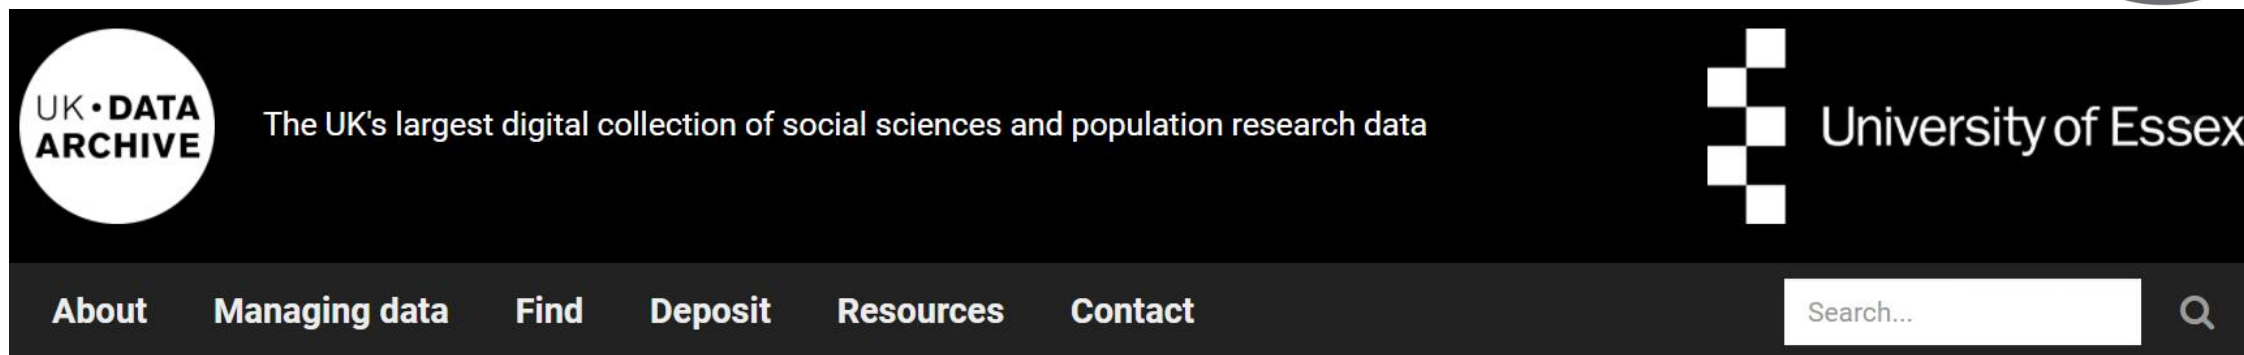 UK•DATA
ARCHIVE
The UK's largest digital collection of social sciences and population research data
University of Essex
About Managing data Find Deposit Resources Contact Search...